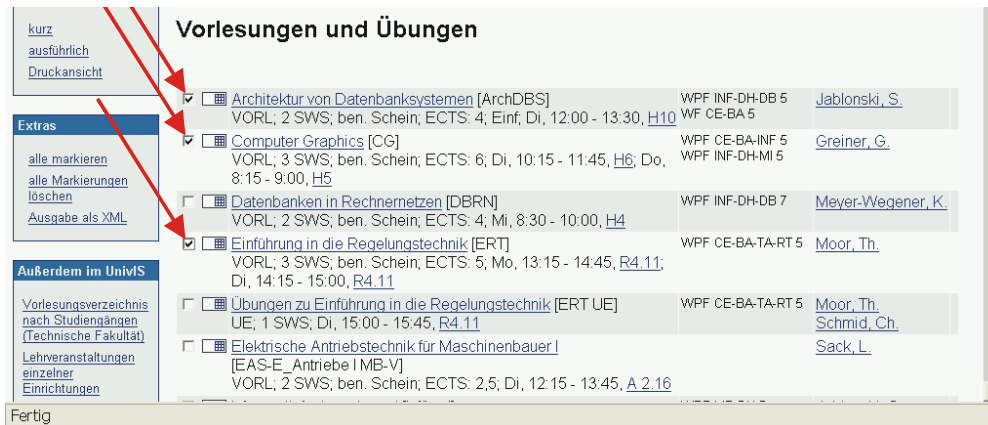 kurz
ausführlich
Druckansicht
Extras
alle markieren
alle Markierungen
löschen
Ausgabe als XML
Außerdem im UnivIS
Vorlesungsverzeichnis
nach Studiengängen
(Technische Fakultät)
Lehrveranstaltungen
einzelner
Einrichtungen
Vorlesungen und Übungen
Architektur von Datenbanksystemen [ArchDBS] WPF INF-DH-DB 5 Jablonski, S.
VORL; 2 SWS; ben. Schein; ECTS: 4; Einf; Di, 12:00 - 13:30, H10 WF CE-BA 5
Computer Graphics [CG] WPF CE-BA-INF 5 Greiner, G.
VORL; 3 SWS; ben. Schein; ECTS: 6; Di, 10:15 - 11:45, H6; Do, WPF INF-DH-MI 5
8:15 - 9:00, H5
Datenbanken in Rechnernetzen [DBRN] WPF INF-DH-DB 7 Meyer-Wegener, K.
VORL; 2 SWS; ben. Schein; ECTS: 4; Mi, 8:30 - 10:00, H4
Einführung in die Regelungstechnik [ERT] WPF CE-BA-TA-RT 5 Moor, Th.
VORL; 3 SWS; ben. Schein; ECTS: 5; Mo, 13:15 - 14:45, R4.11;
Di, 14:15 - 15:00, R4.11
Übungen zu Einführung in die Regelungstechnik [ERT UE] WPF CE-BA-TA-RT 5 Moor, Th.
UE; 1 SWS; Di, 15:00 - 15:45, R4.11 Schmid, Ch.
Elektrische Antriebstechnik für Maschinenbauer I Sack, L.
[EAS-E_Antriebe I MB-V]
VORL; 2 SWS; ben. Schein; ECTS: 2,5; Di, 12:15 - 13:45, A 2.16
Fertig